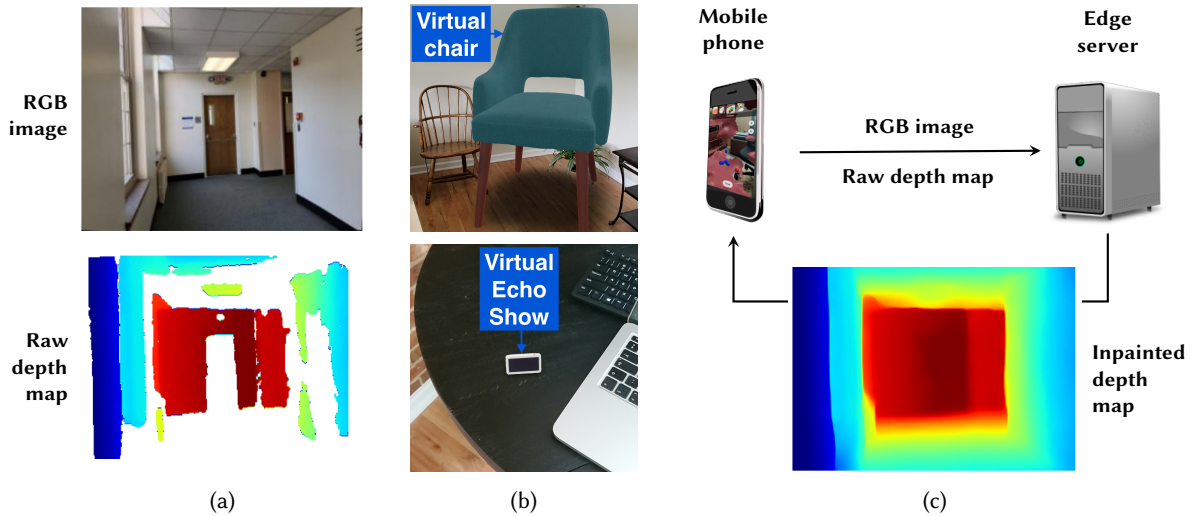 RGB
image
Raw
depth
map
(a)
Virtual
chair
Virtual
Echo
Show
(b)
Mobile
phone
Edge
server
RGB image
Raw depth map
Inpainted
depth
map
(c)